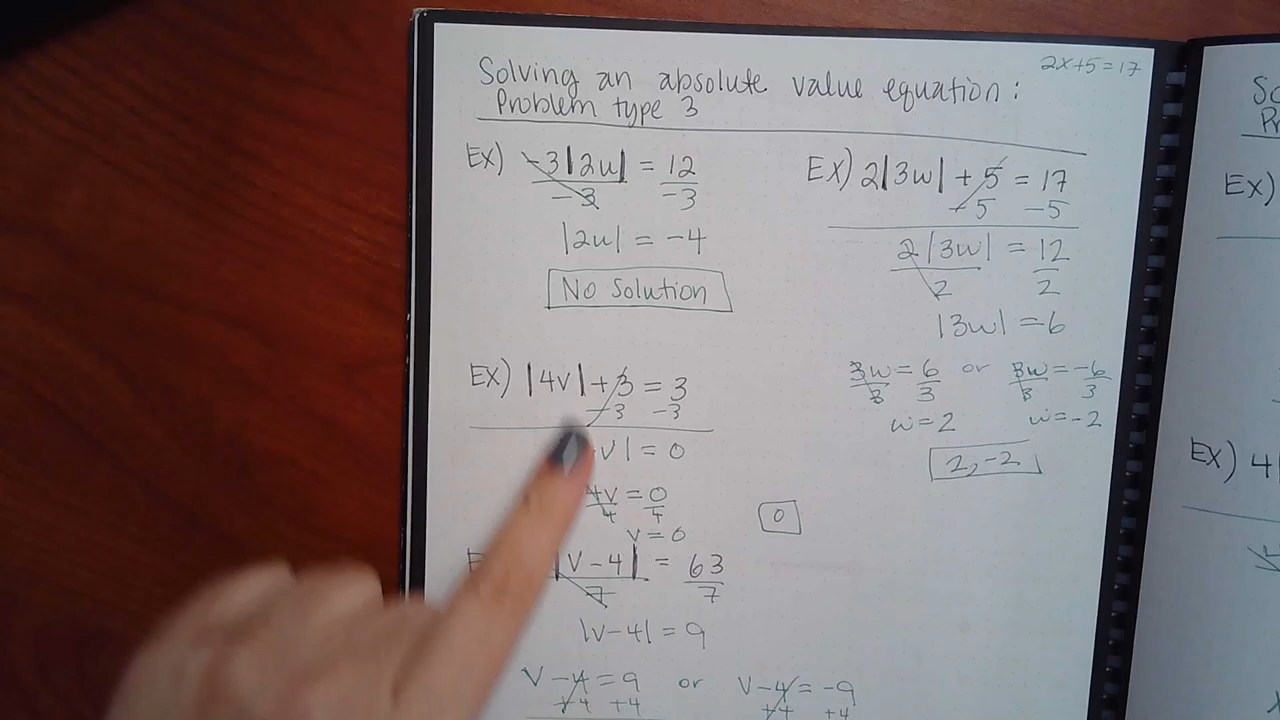 2x+5=17
Solving an absolute value equation:
Problem type 3
Ex) -3|2u| = 12
-3 -3
|2u| = -4
No Solution
Ex) 2|3w| + 5 = 17
-5 -5
2|3w| = 12
2 2
|3w| = 6
3w = 6 or 3w = -6
3 3 3 3
w = 2 w = -2
2, -2
Ex) |4v| + 3 = 3
-3 -3
v| = 0
4v = 0
4 4
v = 0
0
|v-4| = 63
7 7
|v-4| = 9
v-4 = 9 or v-4 = -9
+4 +4 +4 +4
Ex)
Ex) 4